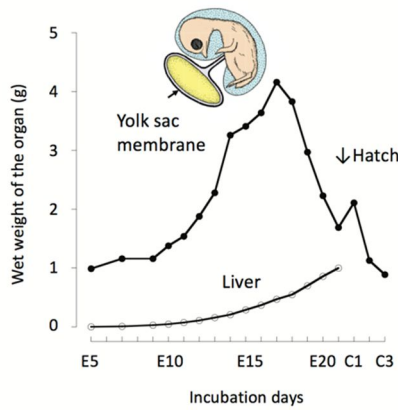 5
4
3
2
1
0
Wet weight of the organ (g)
Yolk sac
membrane
↓Hatch
Liver
E5 E10 E15 E20 C1 C3
Incubation days